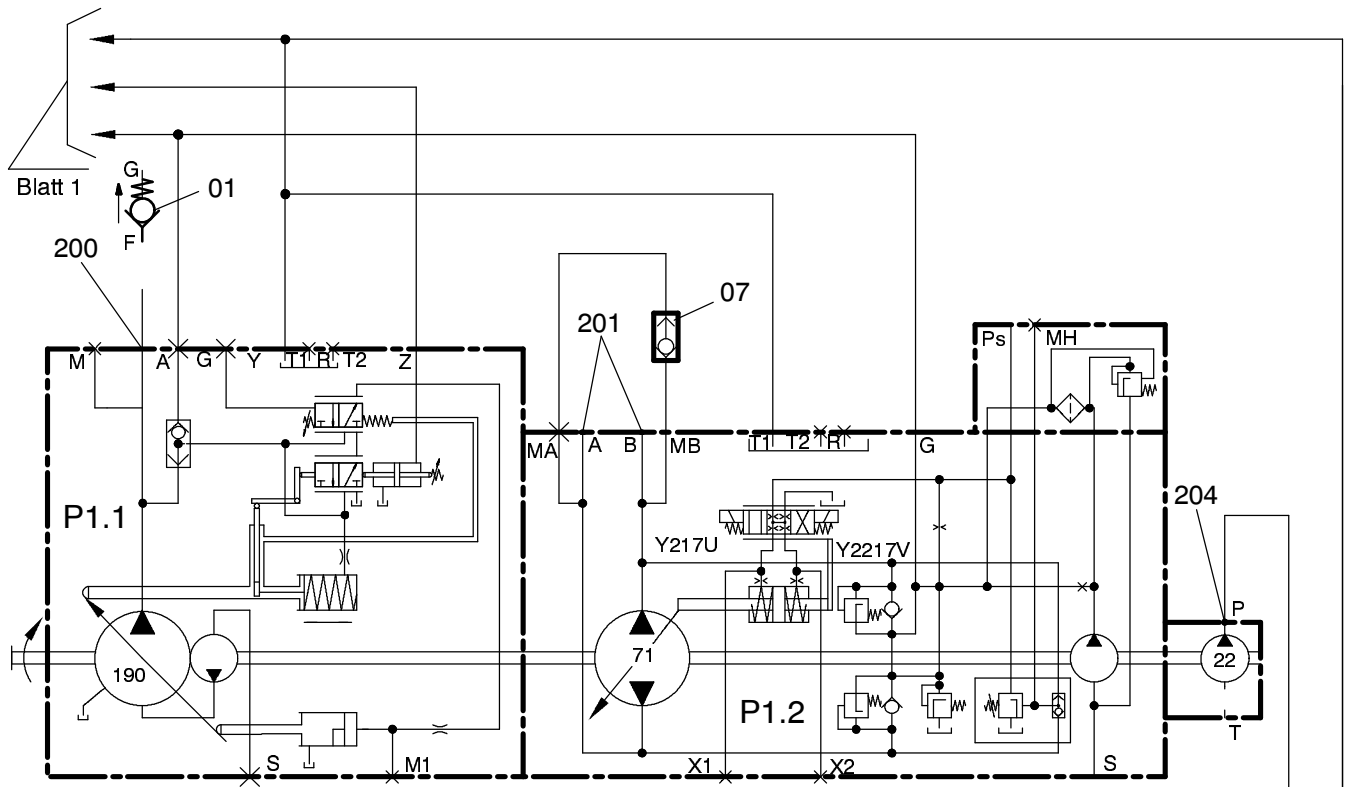 Blatt 1
G
01
F
200
07
201
Ps MH
M A G Y T1 R T2 Z
MA A B MB T1 T2 R G
204
P1.1
Y217U Y2217V
P
190
71
22
P1.2
T
S M1 X1 X2 S